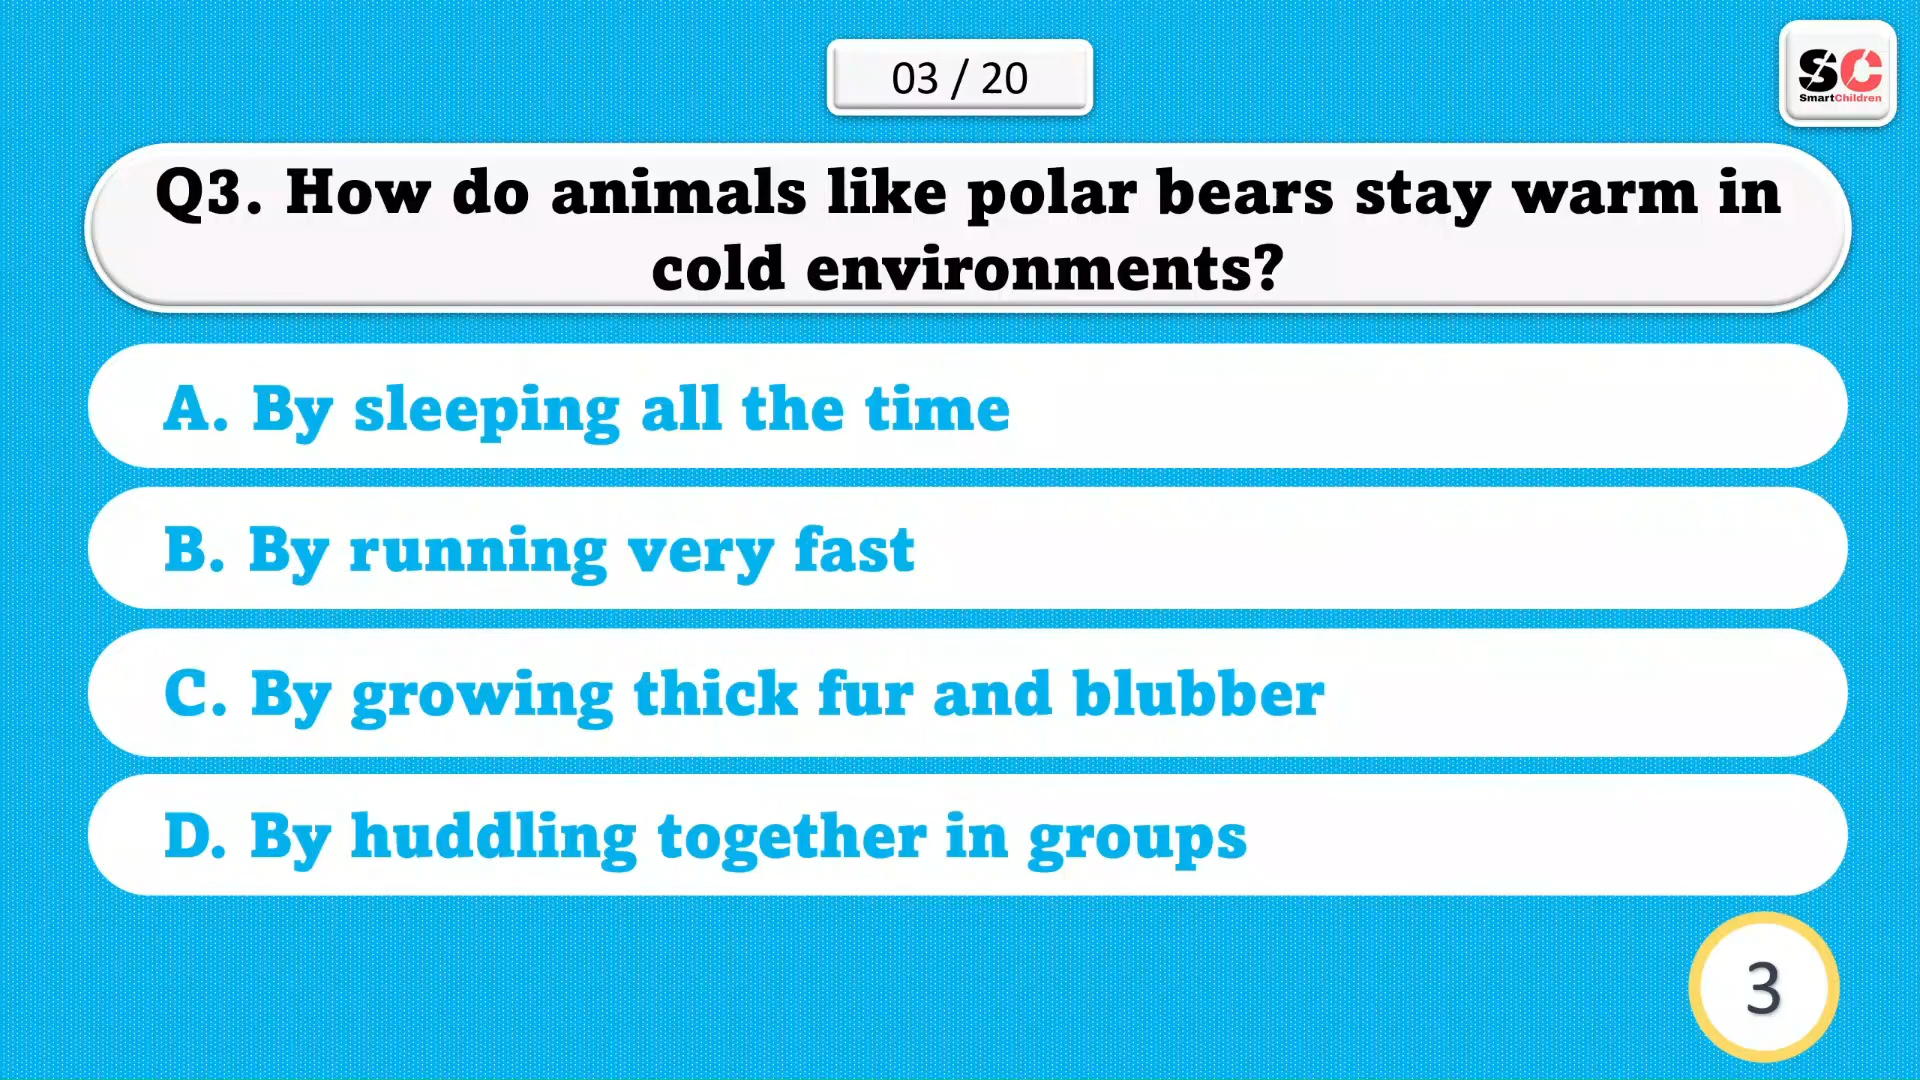 03 / 20
SC
SmartChildren
Q3. How do animals like polar bears stay warm in
cold environments?
A. By sleeping all the time
B. By running very fast
C. By growing thick fur and blubber
D. By huddling together in groups
3